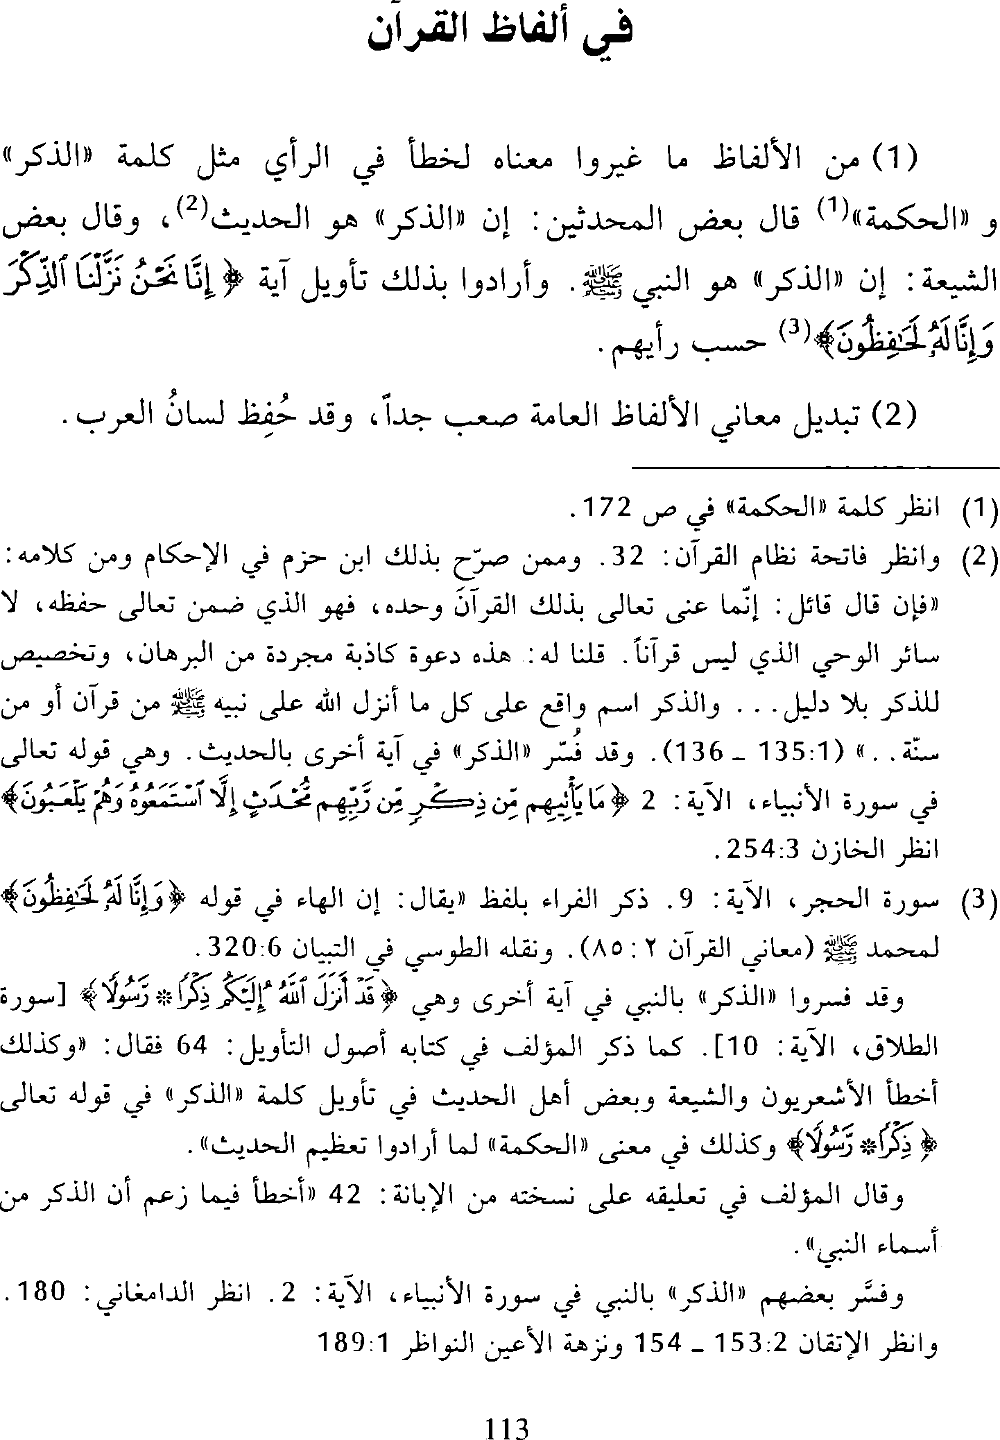 في ألفاظ القرآن
(1) من الألفاظ ما غيروا معناه لخطأ في الرأي مثل كلمة «الذكر»
و «الحكمة»(1) قال بعض المحدثين: إن «الذكر» هو الحديث(2)، وقال بعض
الشيعة: إن «الذكر» هو النبي ﷺ. وأرادوا بذلك تأويل آية ﴿إِنَّا نَحْنُ نَزَّلْنَا ٱلذِّكْرَ
وَإِنَّا لَهُۥ لَحَٰفِظُونَ﴾(3) حسب رأيهم.
(2) تبديل معاني الألفاظ العامة صعب جداً، وقد حُفِظ لسانُ العرب.
(1) انظر كلمة «الحكمة» في ص 172.
(2) وانظر فاتحة نظام القرآن: 32. وممن صرّح بذلك ابن حزم في الإحكام ومن كلامه:
«فإن قال قائل: إنّما عنى تعالى بذلك القرآنَ وحده، فهو الذي ضمن تعالى حفظه، لا
سائر الوحي الذي ليس قرآناً. قلنا له: هذه دعوة كاذبة مجردة من البرهان، وتخصيص
للذكر بلا دليل... والذكر اسم واقع على كل ما أنزل الله على نبيه ﷺ من قرآن أو من
سنّة..» (135:1 ـ 136). وقد فُسّر «الذكر» في آية أخرى بالحديث. وهي قوله تعالى
في سورة الأنبياء، الآية: 2 ﴿مَا يَأْتِيهِم مِّن ذِكْرٍ مِّن رَّبِّهِم مُّحْدَثٍ إِلَّا ٱسْتَمَعُوهُ وَهُمْ يَلْعَبُونَ﴾
انظر الخازن 254:3.
(3) سورة الحجر، الآية: 9. ذكر الفراء بلفظ «يقال: إن الهاء في قوله ﴿وَإِنَّا لَهُۥ لَحَٰفِظُونَ﴾
لمحمد ﷺ (معاني القرآن ٢: ٨٥). ونقله الطوسي في التبيان 320:6.
وقد فسروا «الذكر» بالنبي في آية أخرى وهي ﴿قَدْ أَنزَلَ ٱللَّهُ إِلَيْكُمْ ذِكْرًا * رَّسُولًا﴾ [سورة
الطلاق، الآية: 10]. كما ذكر المؤلف في كتابه أصول التأويل: 64 فقال: «وكذلك
أخطأ الأشعريون والشيعة وبعض أهل الحديث في تأويل كلمة «الذكر» في قوله تعالى
﴿ذِكْرًا * رَّسُولًا﴾ وكذلك في معنى «الحكمة» لما أرادوا تعظيم الحديث».
وقال المؤلف في تعليقه على نسخته من الإبانة: 42 «أخطأ فيما زعم أن الذكر من
أسماء النبي».
وفسَّر بعضهم «الذكر» بالنبي في سورة الأنبياء، الآية: 2. انظر الدامغاني: 180.
وانظر الإتقان 153:2 ـ 154 ونزهة الأعين النواظر 189:1
113